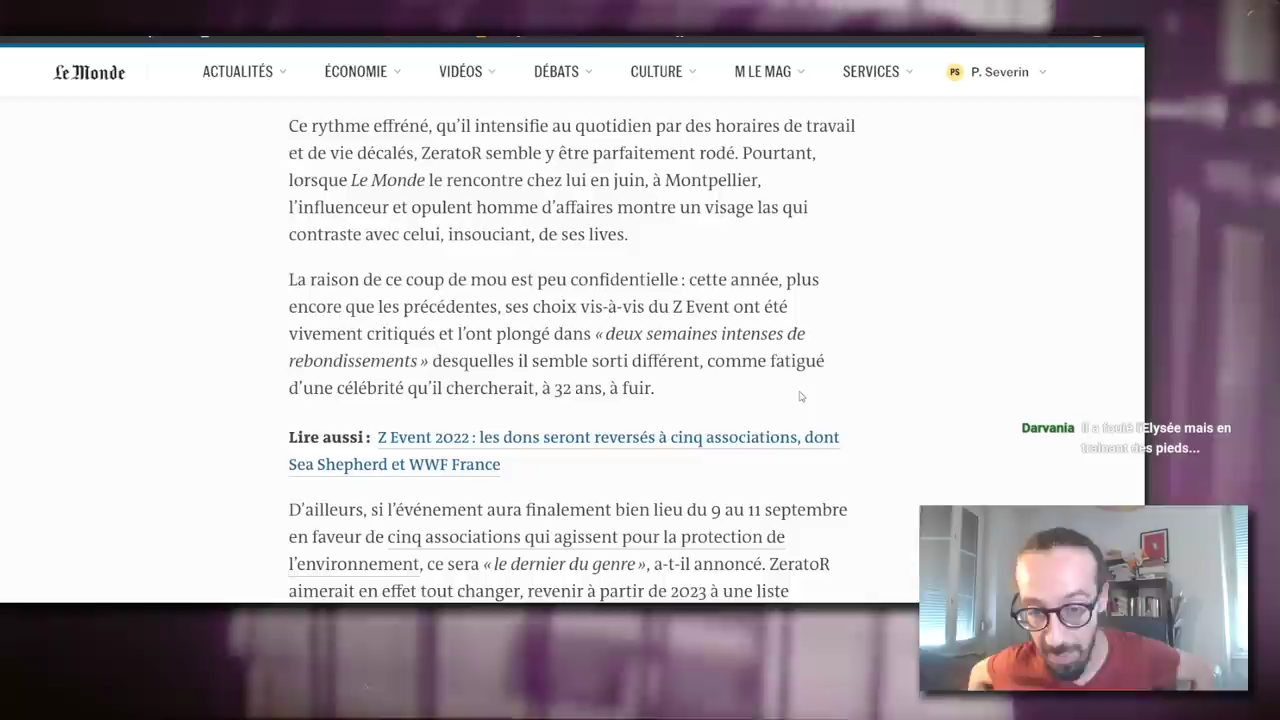 Le Monde
ACTUALITÉS
ÉCONOMIE
VIDÉOS
DÉBATS
CULTURE
M LE MAG
SERVICES
PS
P. Severin
Ce rythme effréné, qu’il intensifie au quotidien par des horaires de travail
et de vie décalés, ZeratoR semble y être parfaitement rodé. Pourtant,
lorsque Le Monde le rencontre chez lui en juin, à Montpellier,
l’influenceur et opulent homme d’affaires montre un visage las qui
contraste avec celui, insouciant, de ses lives.
La raison de ce coup de mou est peu confidentielle : cette année, plus
encore que les précédentes, ses choix vis-à-vis du Z Event ont été
vivement critiqués et l’ont plongé dans « deux semaines intenses de
rebondissements » desquelles il semble sorti différent, comme fatigué
d’une célébrité qu’il chercherait, à 32 ans, à fuir.
Lire aussi : Z Event 2022 : les dons seront reversés à cinq associations, dont
Sea Shepherd et WWF France
D’ailleurs, si l’événement aura finalement bien lieu du 9 au 11 septembre
en faveur de cinq associations qui agissent pour la protection de
l’environnement, ce sera « le dernier du genre », a-t-il annoncé. ZeratoR
aimerait en effet tout changer, revenir à partir de 2023 à une liste
Darvania Il a foulé l'Elysée mais en
traînant des pieds...